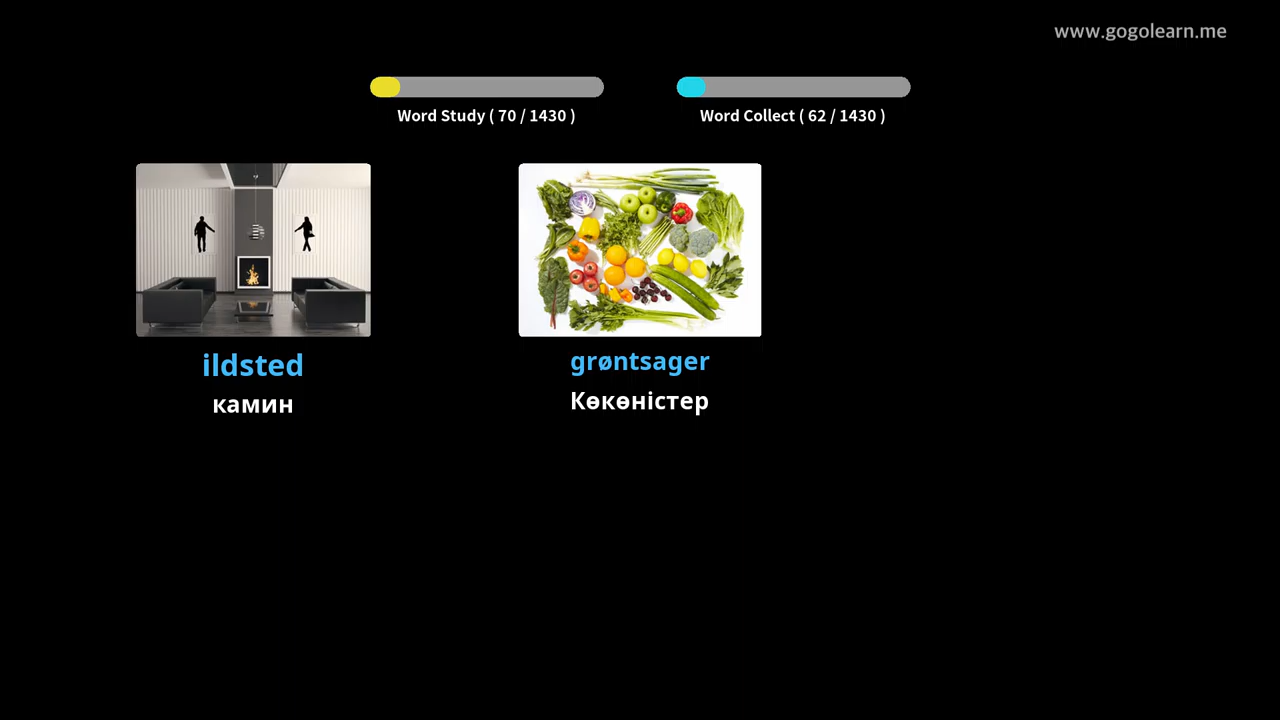 www.gogolearn.me
Word Study ( 70 / 1430 )
Word Collect ( 62 / 1430 )
ildsted
камин
grøntsager
Көкөністер